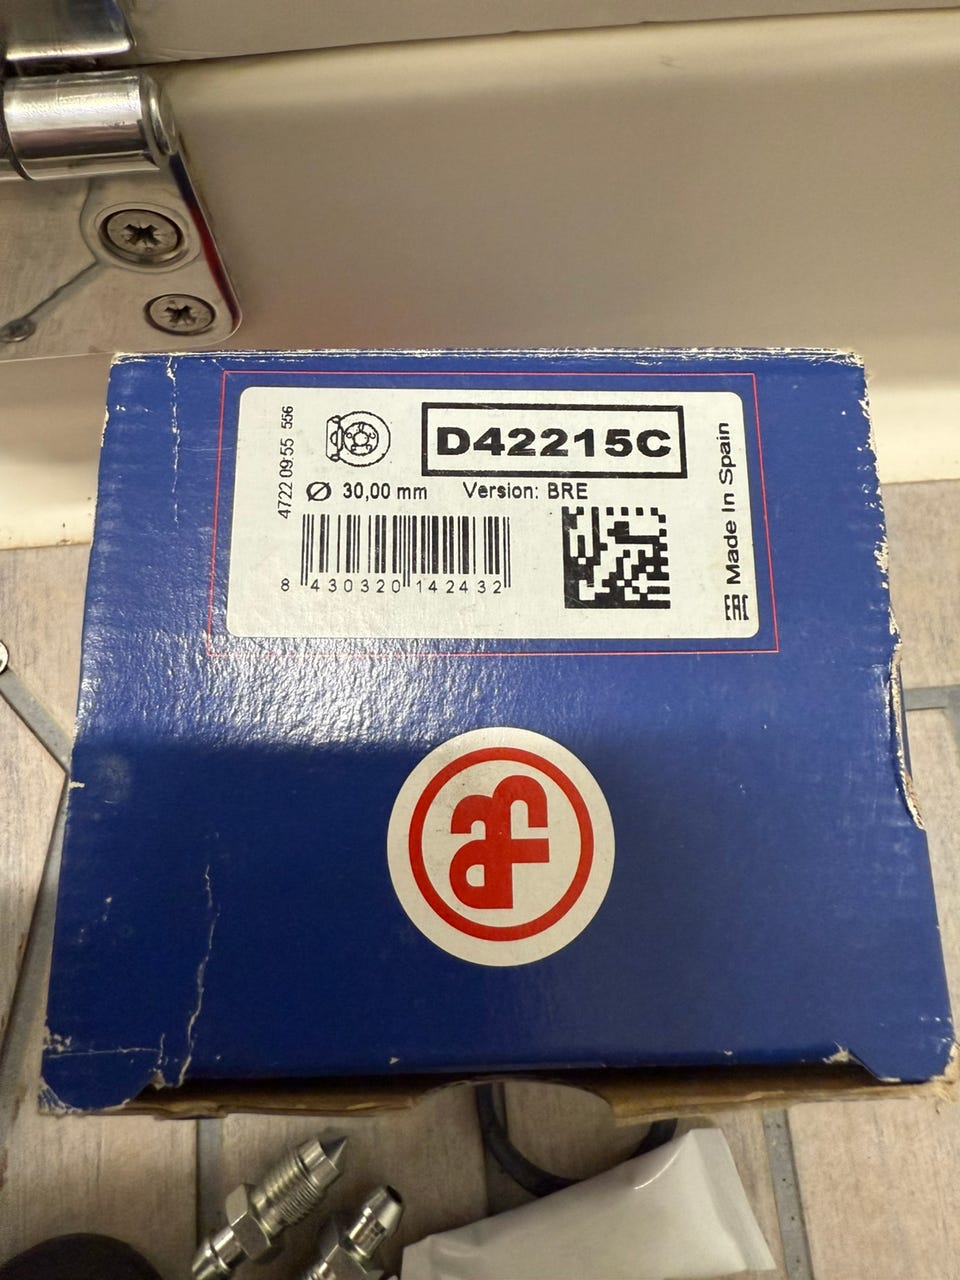 4722 09:55 556
D42215C
Ø 30,00 mm Version: BRE
8 430320 142432
Made In Spain
EAC